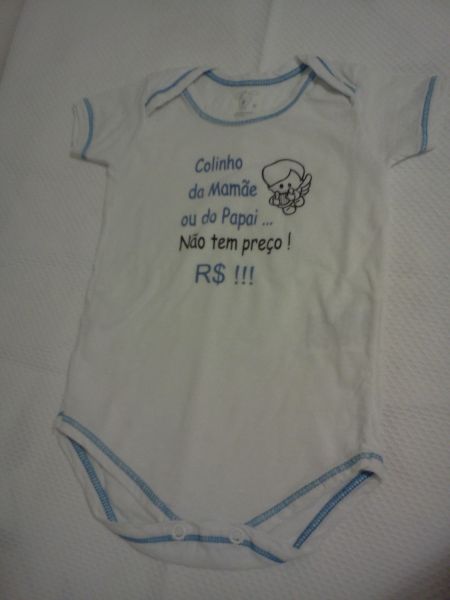 Colinho
da Mamãe
ou do Papai ...
Não tem preço !
R$ !!!